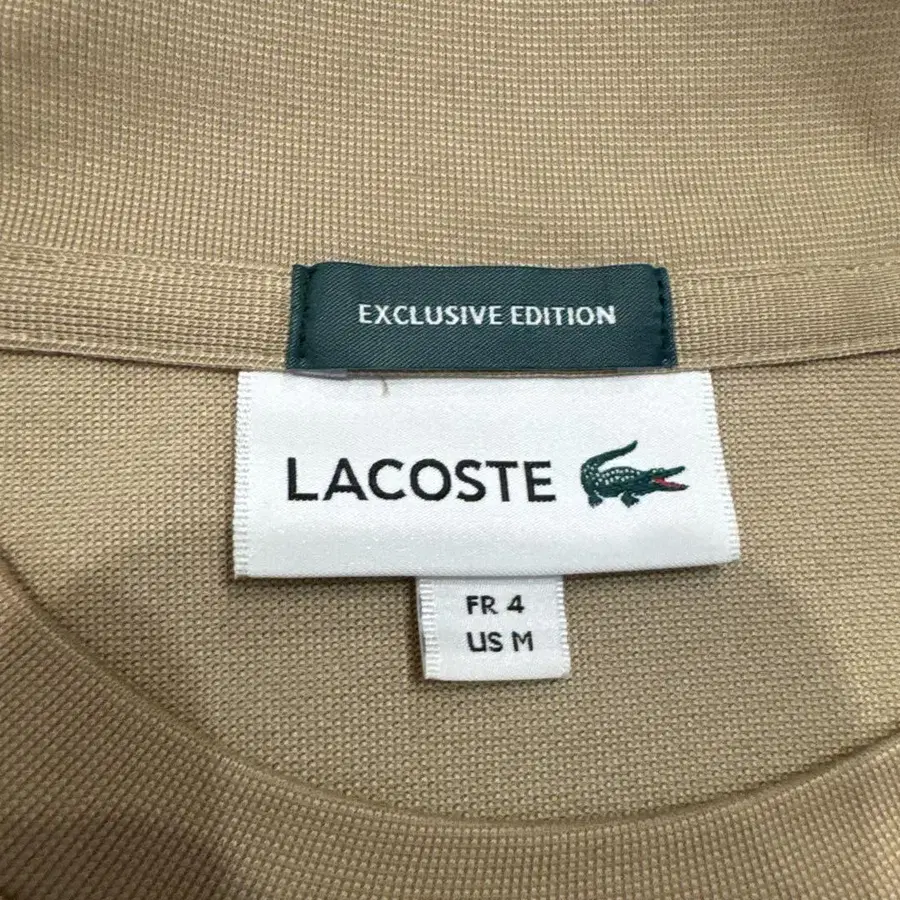 EXCLUSIVE EDITION
LACOSTE
FR 4
US M